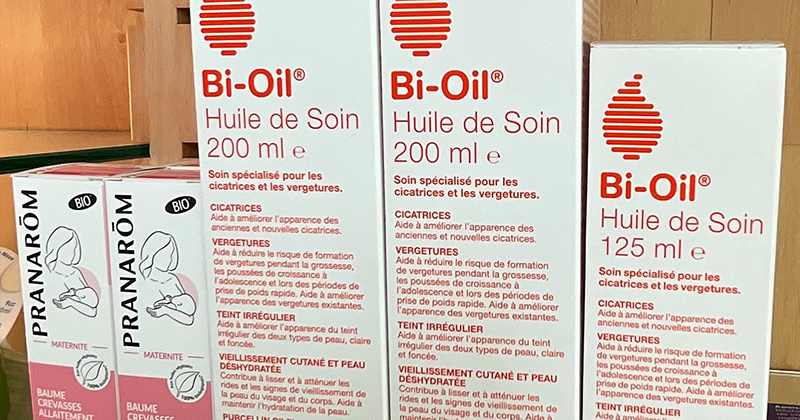 PRANARŌM
BIO
MATERNITÉ
BAUME
CREVASSES
ALLAITEMENT
PRANARŌM
BIO
MATERNITÉ
BAUME
CREVASSES
Bi-Oil®
Huile de Soin
200 ml e
Soin spécialisé pour les
cicatrices et les vergetures.
CICATRICES
Aide à améliorer l'apparence des
anciennes et nouvelles cicatrices.
VERGETURES
Aide à réduire le risque de formation
de vergetures pendant la grossesse,
les poussées de croissance à
l'adolescence et lors des périodes de
prise de poids rapide. Aide à améliorer
l'apparence des vergetures existantes.
TEINT IRRÉGULIER
Aide à améliorer l'apparence du teint
irrégulier des deux types de peau, claire
et foncée.
VIEILLISSEMENT CUTANÉ ET PEAU
DÉSHYDRATÉE
Contribue à lisser et à atténuer les
rides et les signes de vieillissement de
la peau du visage et du corps. Aide à
maintenir l'hydratation de la peau.
Bi-Oil®
Huile de Soin
200 ml e
Soin spécialisé pour les
cicatrices et les vergetures.
CICATRICES
Aide à améliorer l'apparence des
anciennes et nouvelles cicatrices.
VERGETURES
Aide à réduire le risque de formation
de vergetures pendant la grossesse,
les poussées de croissance à
l'adolescence et lors des périodes de
prise de poids rapide. Aide à améliorer
l'apparence des vergetures existantes.
TEINT IRRÉGULIER
Aide à améliorer l'apparence du teint
irrégulier des deux types de peau, claire
et foncée.
VIEILLISSEMENT CUTANÉ ET PEAU
DÉSHYDRATÉE
Contribue à lisser et à atténuer les
rides et les signes de vieillissement de
la peau du visage et du corps. Aide à
Bi-Oil®
Huile de Soin
125 ml e
Soin spécialisé pour les
cicatrices et les vergetures.
CICATRICES
Aide à améliorer l'apparence des
anciennes et nouvelles cicatrices.
VERGETURES
Aide à réduire le risque de formation
de vergetures pendant la grossesse,
les poussées de croissance à
l'adolescence et lors des périodes de
prise de poids rapide. Aide à améliorer
l'apparence des vergetures existantes.
TEINT IRRÉGULIER